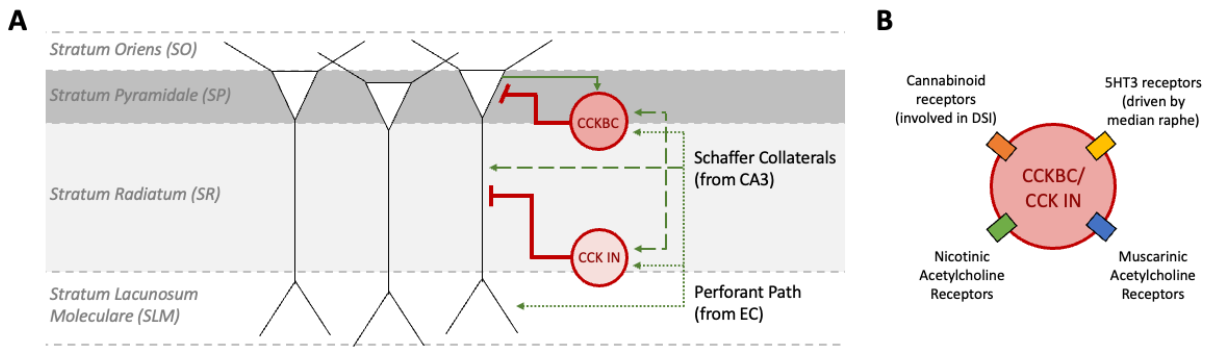 A
Stratum Oriens (SO)
Stratum Pyramidale (SP)
CCKBC
Schaffer Collaterals
(from CA3)
Stratum Radiatum (SR)
CCK IN
Stratum Lacunosum
Moleculare (SLM)
Perforant Path
(from EC)
B
Cannabinoid
receptors
(involved in DSI)
5HT3 receptors
(driven by
median raphe)
CCKBC/
CCK IN
Nicotinic
Acetylcholine
Receptors
Muscarinic
Acetylcholine
Receptors